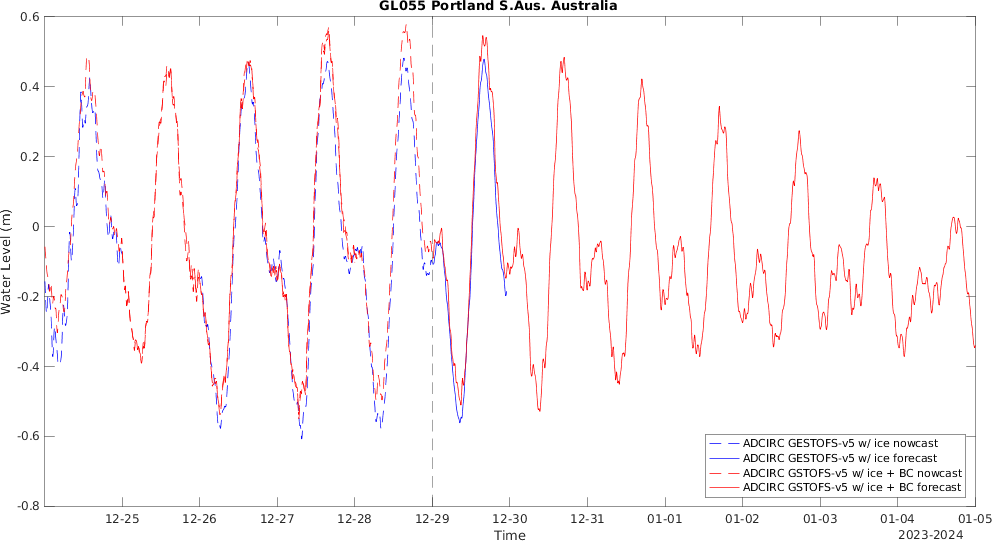 GL055 Portland S.Aus. Australia
Water Level (m)
0.6
0.4
0.2
0
-0.2
-0.4
-0.6
-0.8
ADCIRC GESTOFS-v5 w/ ice nowcast
ADCIRC GESTOFS-v5 w/ ice forecast
ADCIRC GSTOFS-v5 w/ ice + BC nowcast
ADCIRC GSTOFS-v5 w/ ice + BC forecast
12-25 12-26 12-27 12-28 12-29 12-30 12-31 01-01 01-02 01-03 01-04 01-05
Time
2023-2024